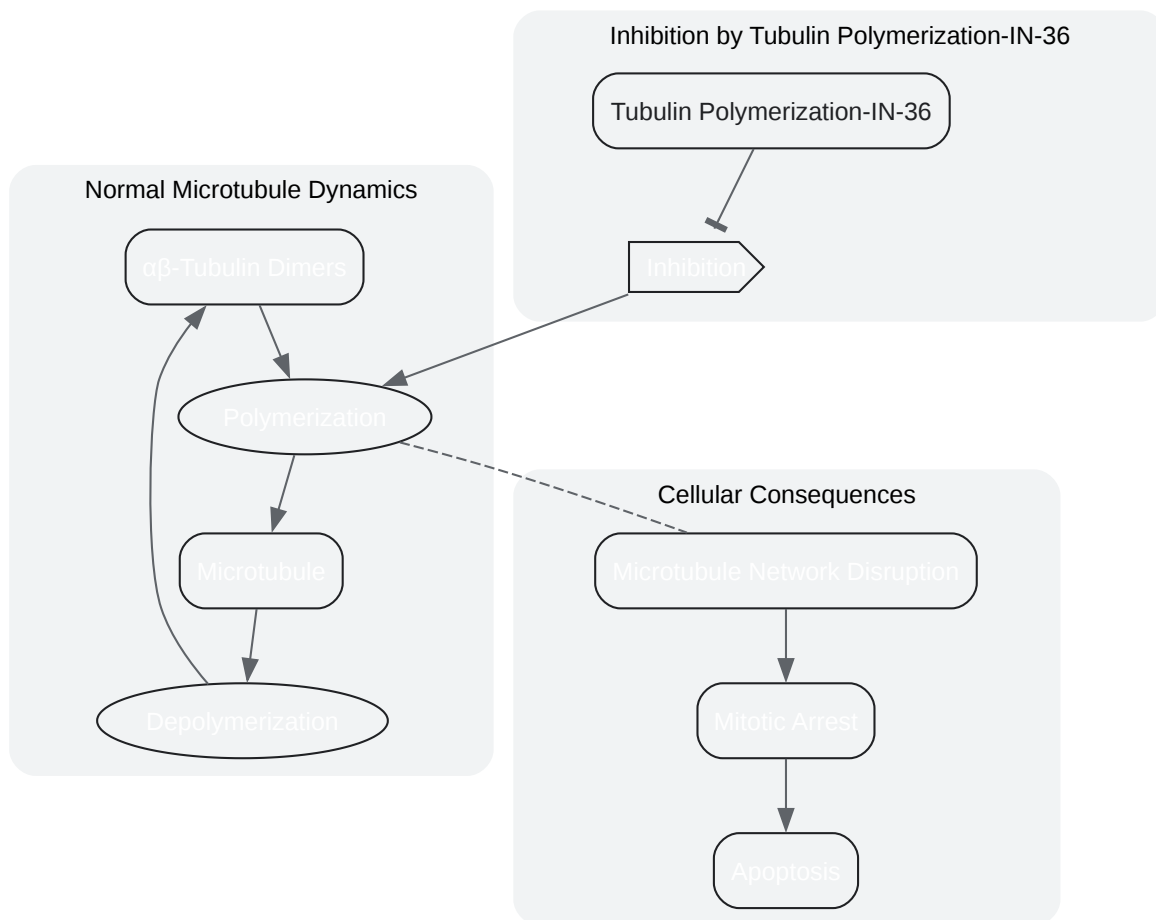 Inhibition by Tubulin Polymerization-IN-36
Tubulin Polymerization-IN-36
Inhibition
Normal Microtubule Dynamics
αβ-Tubulin Dimers
Polymerization
Microtubule
Depolymerization
Cellular Consequences
Microtubule Network Disruption
Mitotic Arrest
Apoptosis